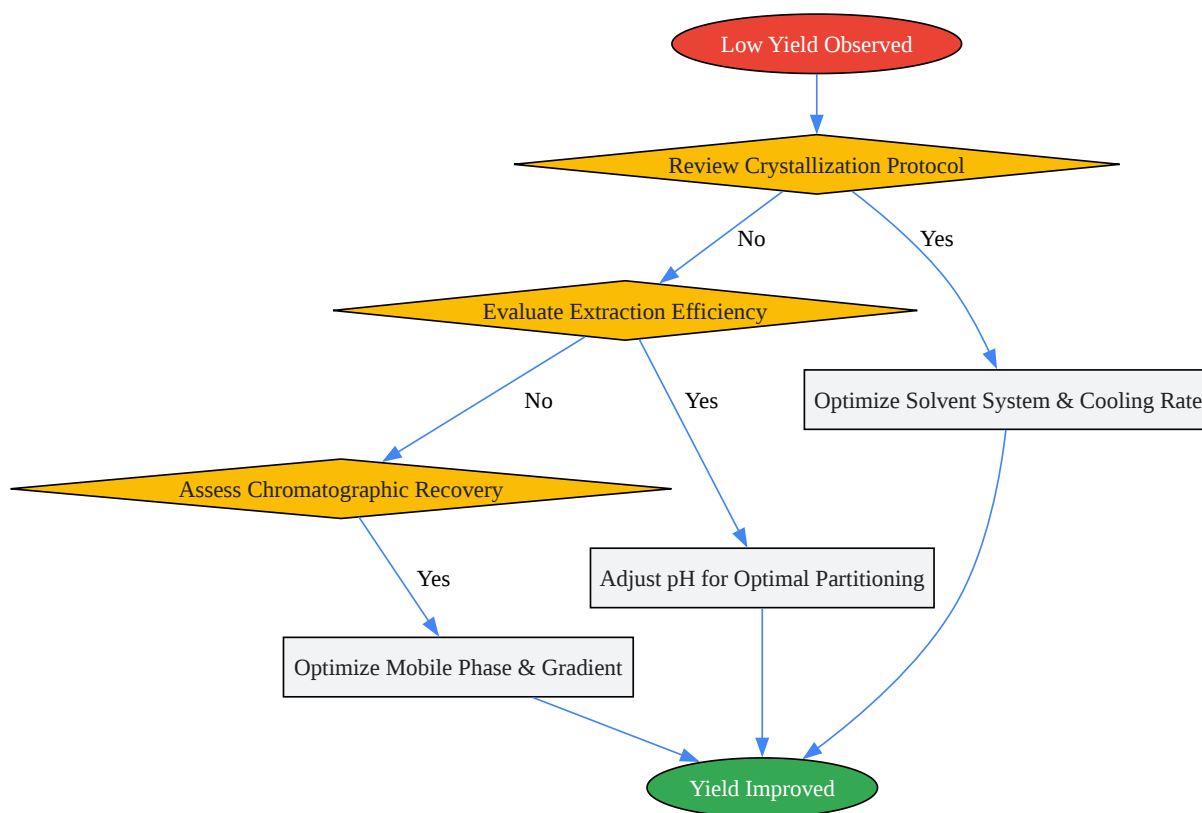 Low Yield Observed
Review Crystallization Protocol
No
Yes
Evaluate Extraction Efficiency
No
Yes
Optimize Solvent System & Cooling Rate
Assess Chromatographic Recovery
Yes
Adjust pH for Optimal Partitioning
Optimize Mobile Phase & Gradient
Yield Improved